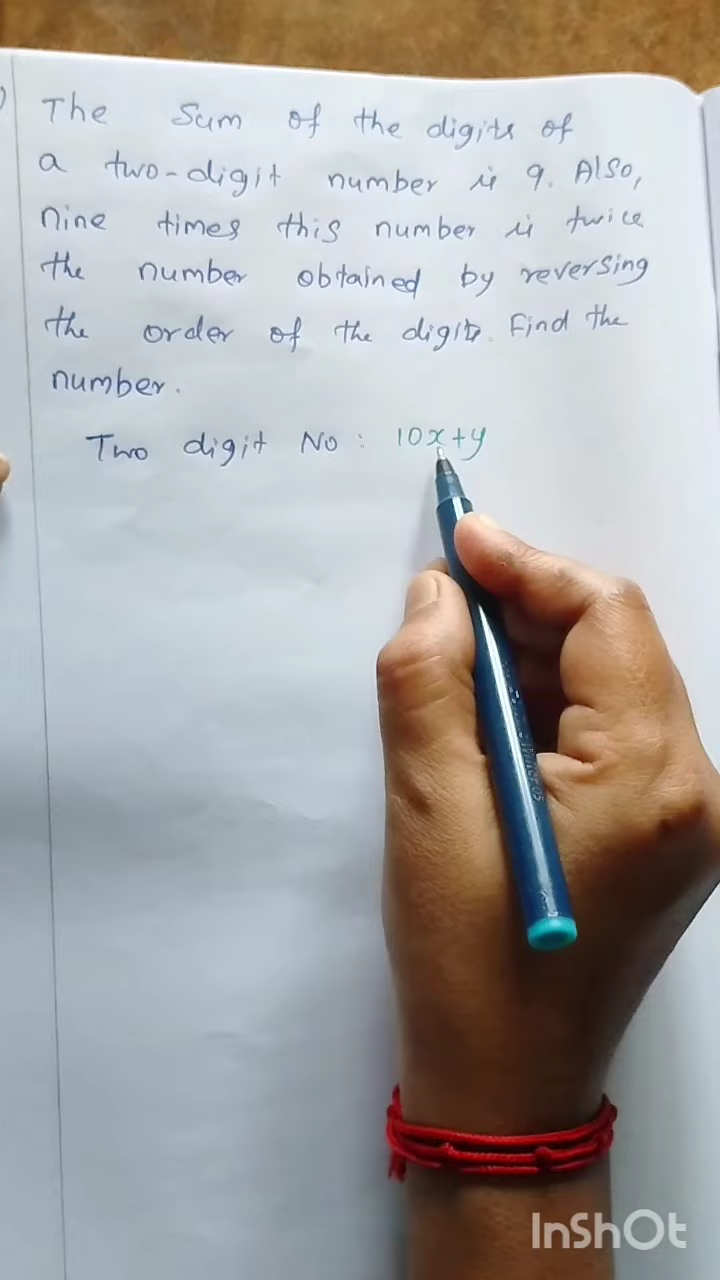 The Sum of the digits of
a two-digit number is 9. Also,
nine times this number is twice
the number obtained by reversing
the order of the digits. Find the
number.
Two digit No : 10x+y
InShOt